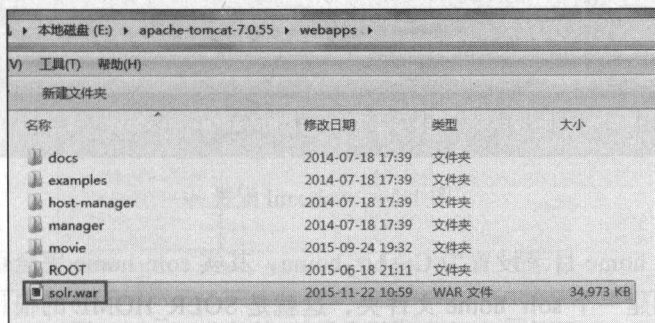 本地磁盘 (E:) ▸ apache-tomcat-7.0.55 ▸ webapps ▸
V) 工具(T) 帮助(H)
新建文件夹
名称 修改日期 类型 大小
docs 2014-07-18 17:39 文件夹
examples 2014-07-18 17:39 文件夹
host-manager 2014-07-18 17:39 文件夹
manager 2014-07-18 17:39 文件夹
movie 2015-09-24 19:32 文件夹
ROOT 2015-06-18 21:11 文件夹
solr.war 2015-11-22 10:59 WAR 文件 34,973 KB